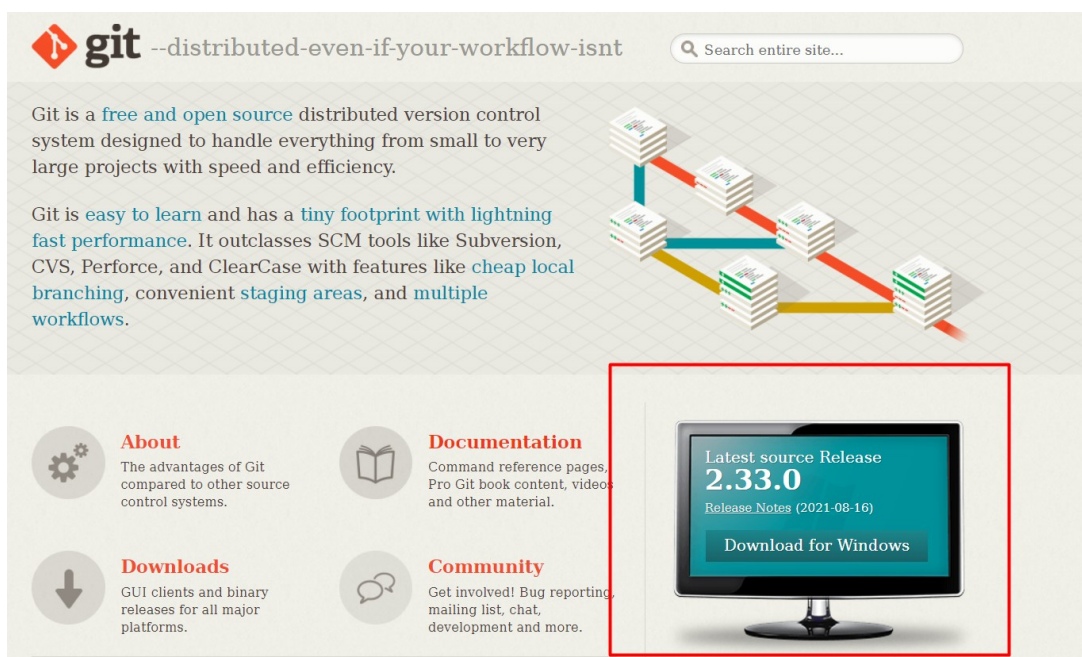 git --distributed-even-if-your-workflow-isnt
Search entire site...
Git is a free and open source distributed version control
system designed to handle everything from small to very
large projects with speed and efficiency.
Git is easy to learn and has a tiny footprint with lightning
fast performance. It outclasses SCM tools like Subversion,
CVS, Perforce, and ClearCase with features like cheap local
branching, convenient staging areas, and multiple
workflows.
About
The advantages of Git
compared to other source
control systems.
Documentation
Command reference pages,
Pro Git book content, videos
and other material.
Downloads
GUI clients and binary
releases for all major
platforms.
Community
Get involved! Bug reporting,
mailing list, chat,
development and more.
Latest source Release
2.33.0
Release Notes (2021-08-16)
Download for Windows